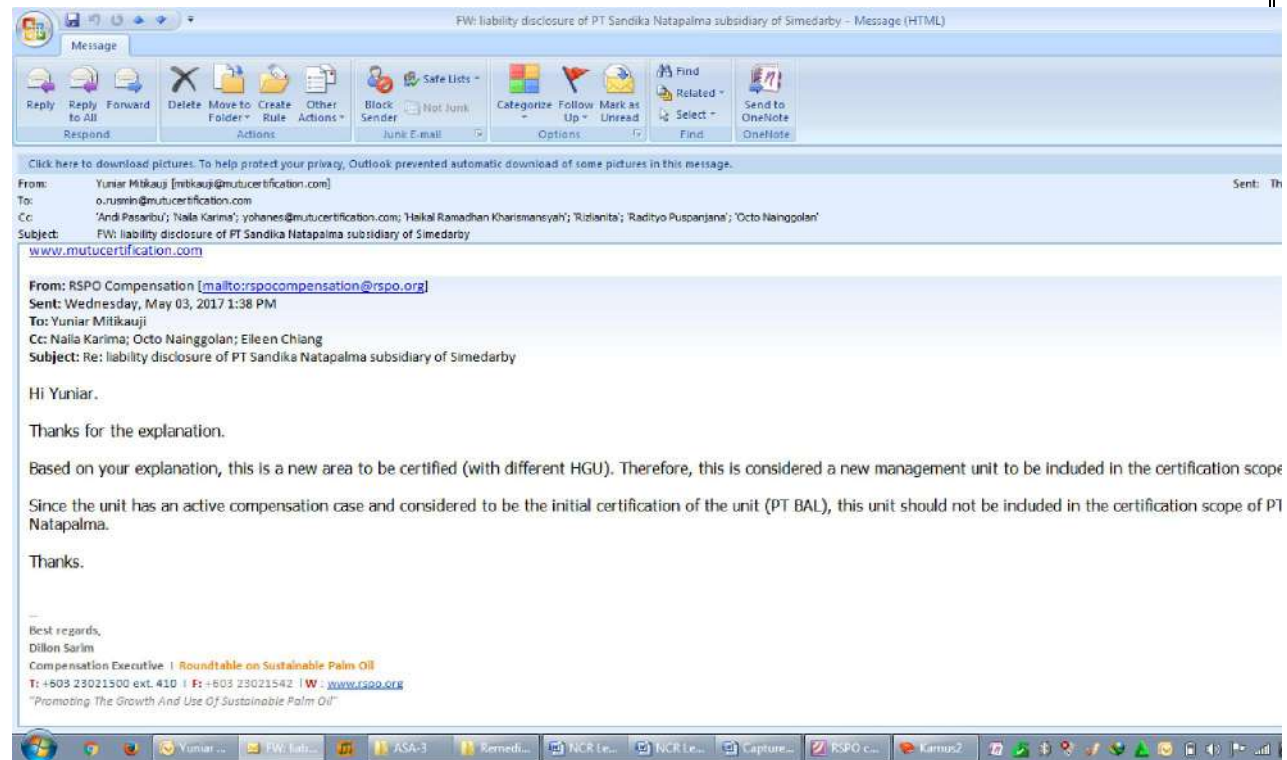 FW: liability disclosure of PT Sandika Natapalma subsidiary of Simedarby - Message (HTML)
Message
Reply Reply to All Forward Delete Move to Folder Create Rule Other Actions Block Sender Safe Lists Not Junk Categorize Follow Up Mark as Unread Find Related Select Send to OneNote
Respond Actions Junk E-mail Options Find OneNote
Click here to download pictures. To help protect your privacy, Outlook prevented automatic download of some pictures in this message.
From: Yuniar Mitikauji [mitikauji@mutucertification.com] Sent: Th
To: o.rusmin@mutucertification.com
Cc: 'Andi Pasaribu'; 'Naila Karima'; yohanes@mutucertification.com; 'Haikal Ramadhan Kharismansyah'; 'Rizlianita'; 'Radityo Puspanjana'; 'Octo Nainggolan'
Subject: FW: liability disclosure of PT Sandika Natapalma subsidiary of Simedarby
www.mutucertification.com
From: RSPO Compensation [mailto:rspocompensation@rspo.org]
Sent: Wednesday, May 03, 2017 1:38 PM
To: Yuniar Mitikauji
Cc: Naila Karima; Octo Nainggolan; Eileen Chiang
Subject: Re: liability disclosure of PT Sandika Natapalma subsidiary of Simedarby
Hi Yuniar.
Thanks for the explanation.
Based on your explanation, this is a new area to be certified (with different HGU). Therefore, this is considered a new management unit to be included in the certification scope
Since the unit has an active compensation case and considered to be the initial certification of the unit (PT BAL), this unit should not be included in the certification scope of PT
Natapalma.
Thanks.
--
Best regards,
Dillon Sarim
Compensation Executive | Roundtable on Sustainable Palm Oil
T: +603 23021500 ext. 410 | F: +603 23021542 | W : www.rspo.org
"Promoting The Growth And Use Of Sustainable Palm Oil"
Yuniar ... FW: liab... ASA-3 Remedi... NCR Le... NCR Le... Capture... RSPO c... Kamus2